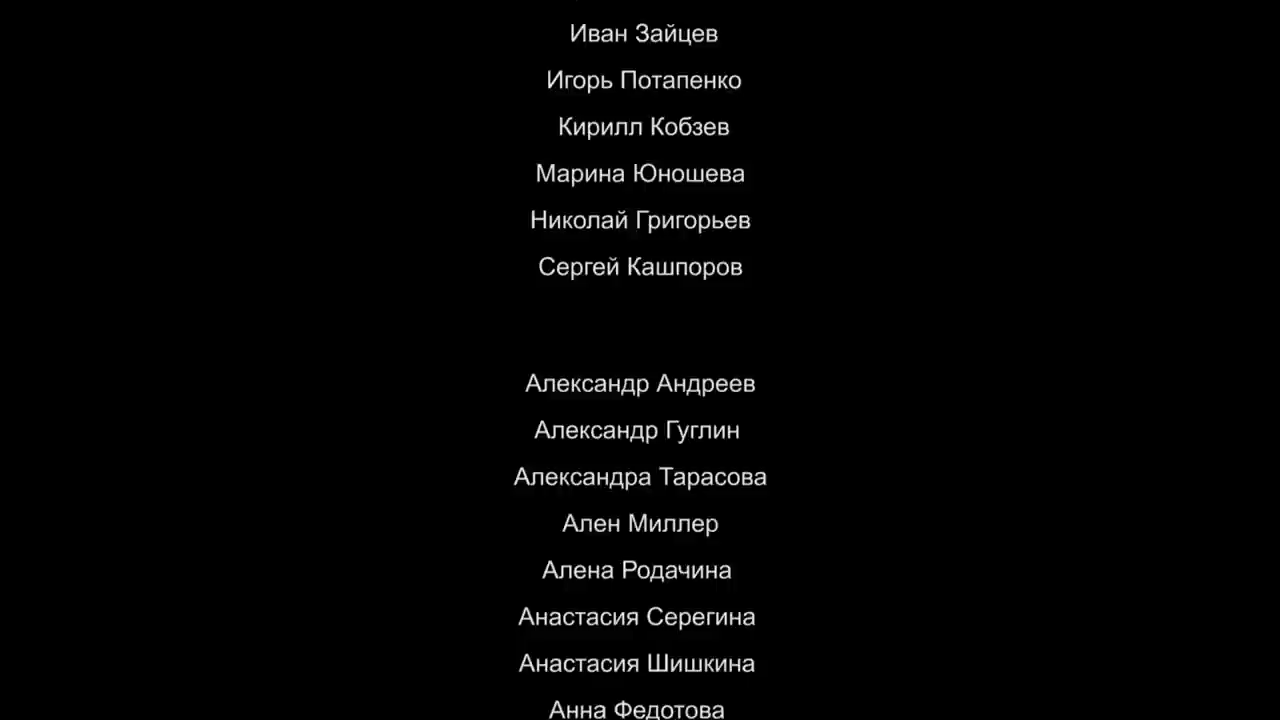 Иван Зайцев
Игорь Потапенко
Кирилл Кобзев
Марина Юношева
Николай Григорьев
Сергей Кашпоров
Александр Андреев
Александр Гуглин
Александра Тарасова
Ален Миллер
Алена Родачина
Анастасия Серегина
Анастасия Шишкина
Анна Федотова